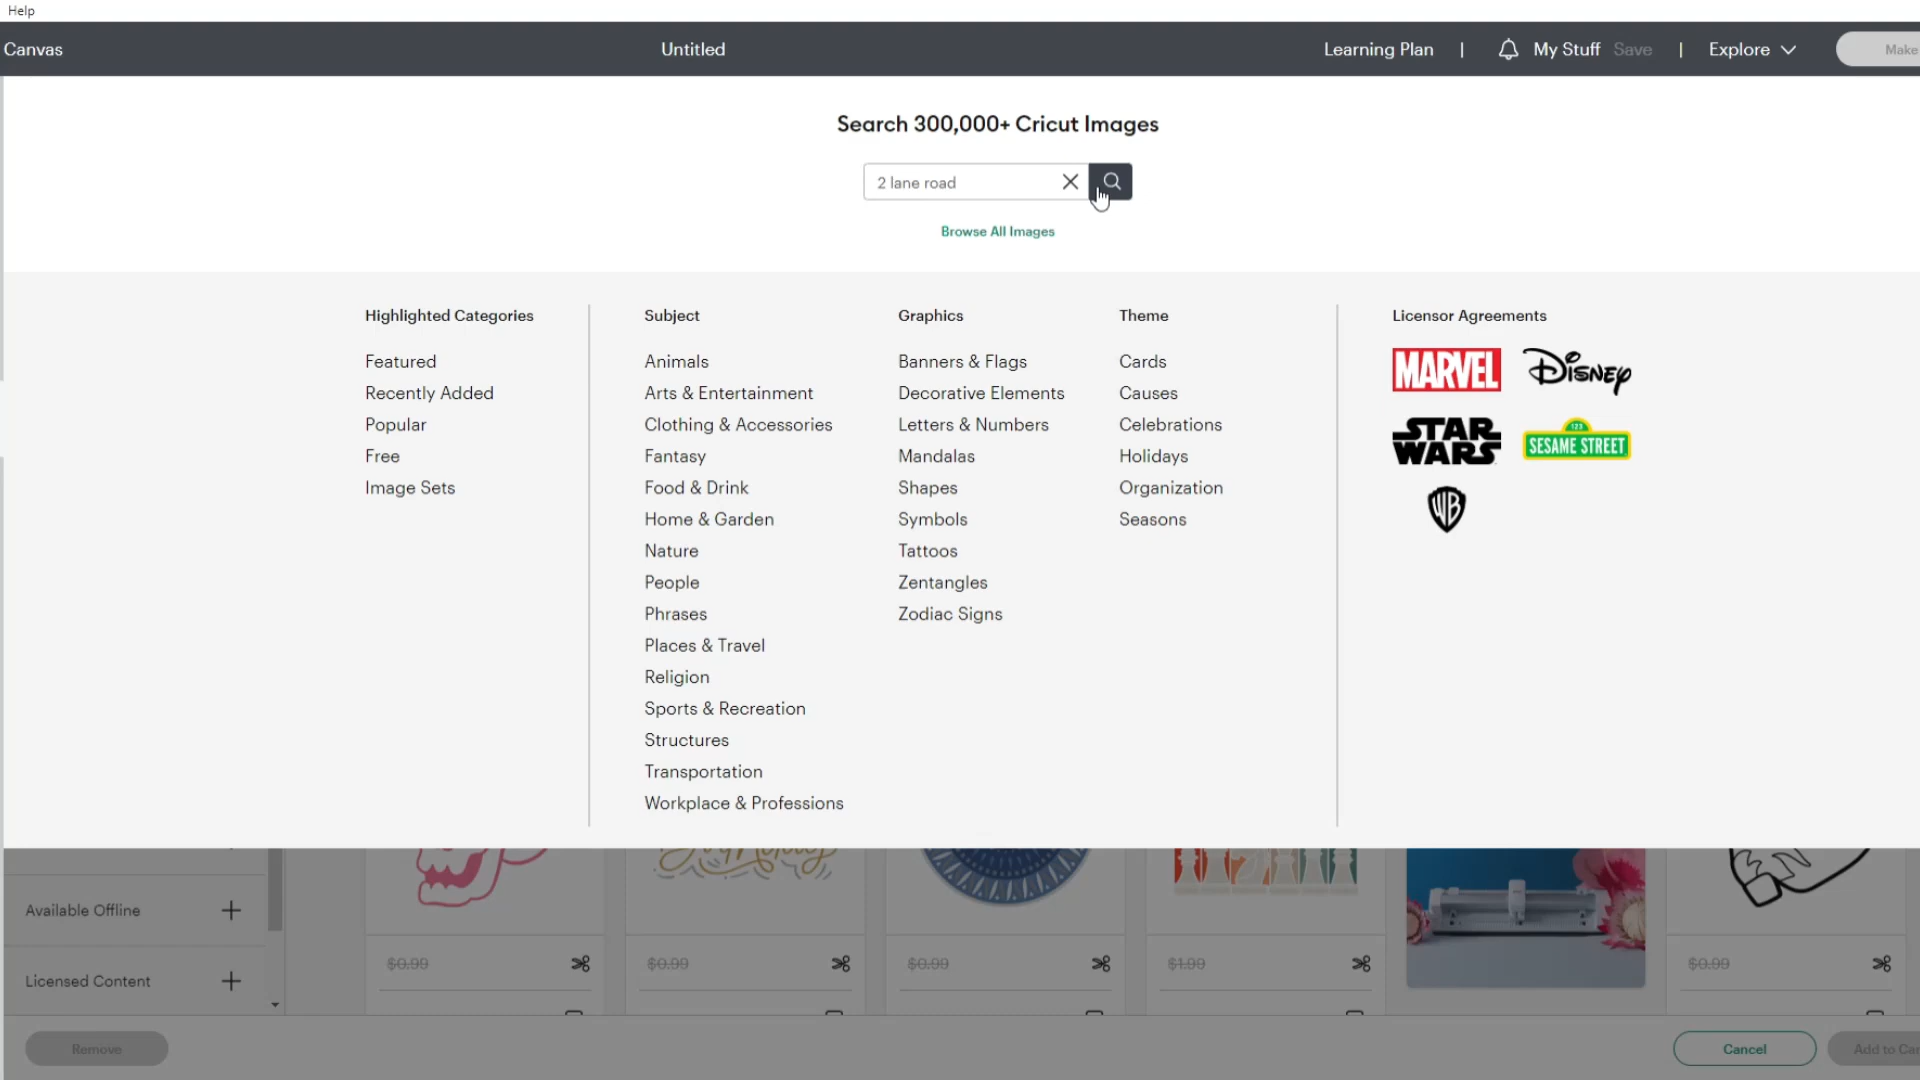 Help
Canvas
Untitled
Learning Plan | My Stuff Save | Explore
Make
Search 300,000+ Cricut Images
2 lane road
Browse All Images
Highlighted Categories
Featured
Recently Added
Popular
Free
Image Sets
Subject
Animals
Arts & Entertainment
Clothing & Accessories
Fantasy
Food & Drink
Home & Garden
Nature
People
Phrases
Places & Travel
Religion
Sports & Recreation
Structures
Transportation
Workplace & Professions
Graphics
Banners & Flags
Decorative Elements
Letters & Numbers
Mandalas
Shapes
Symbols
Tattoos
Zentangles
Zodiac Signs
Theme
Cards
Causes
Celebrations
Holidays
Organization
Seasons
Licensor Agreements
MARVEL
Disney
STAR WARS
123 SESAME STREET
WB
Available Offline
Licensed Content
$0.99
$0.99
$0.99
$1.99
$0.99
Remove
Cancel
Add to